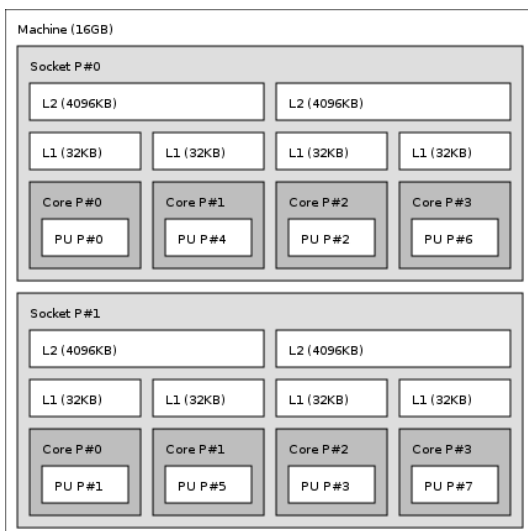 Machine (16GB)
Socket P#0
L2 (4096KB) L2 (4096KB)
L1 (32KB) L1 (32KB) L1 (32KB) L1 (32KB)
Core P#0 Core P#1 Core P#2 Core P#3
PU P#0 PU P#4 PU P#2 PU P#6
Socket P#1
L2 (4096KB) L2 (4096KB)
L1 (32KB) L1 (32KB) L1 (32KB) L1 (32KB)
Core P#0 Core P#1 Core P#2 Core P#3
PU P#1 PU P#5 PU P#3 PU P#7